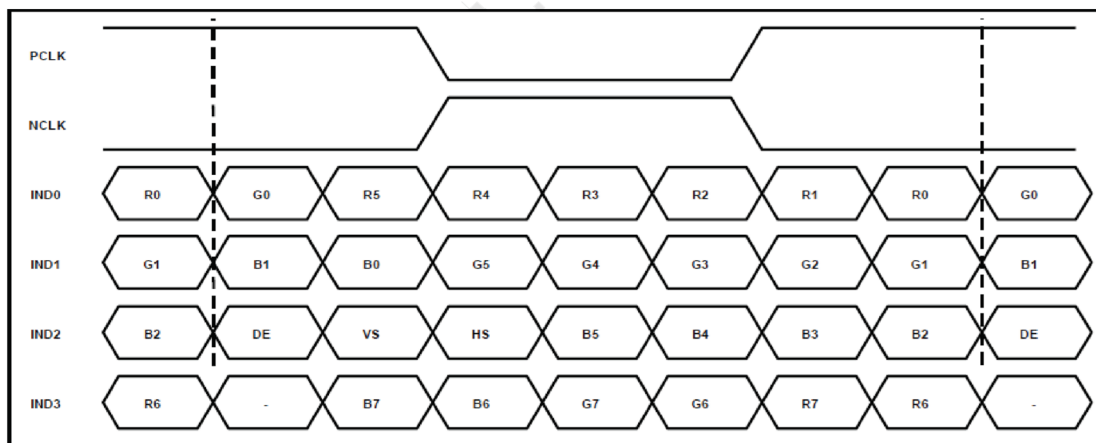 PCLK
NCLK
IND0 R0 G0 R5 R4 R3 R2 R1 R0 G0
IND1 G1 B1 B0 G5 G4 G3 G2 G1 B1
IND2 B2 DE VS HS B5 B4 B3 B2 DE
IND3 R6 - B7 B6 G7 G6 R7 R6 -